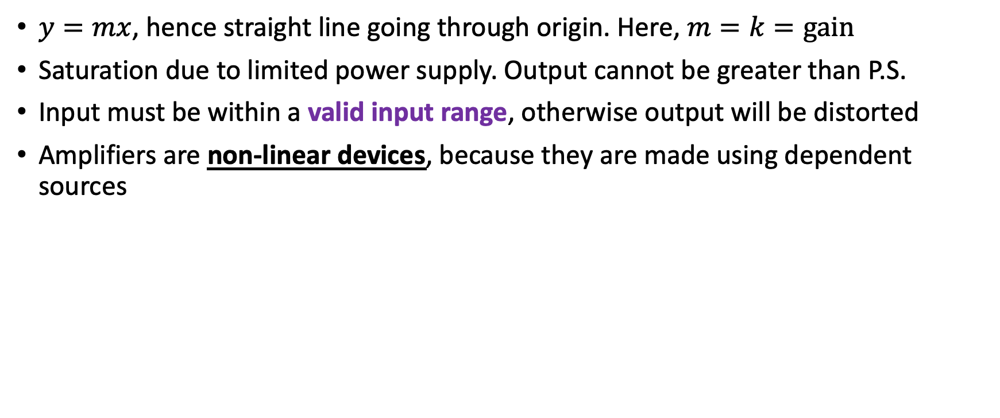 • y = mx, hence straight line going through origin. Here, m = k = gain
• Saturation due to limited power supply. Output cannot be greater than P.S.
• Input must be within a valid input range, otherwise output will be distorted
• Amplifiers are non-linear devices, because they are made using dependent
sources